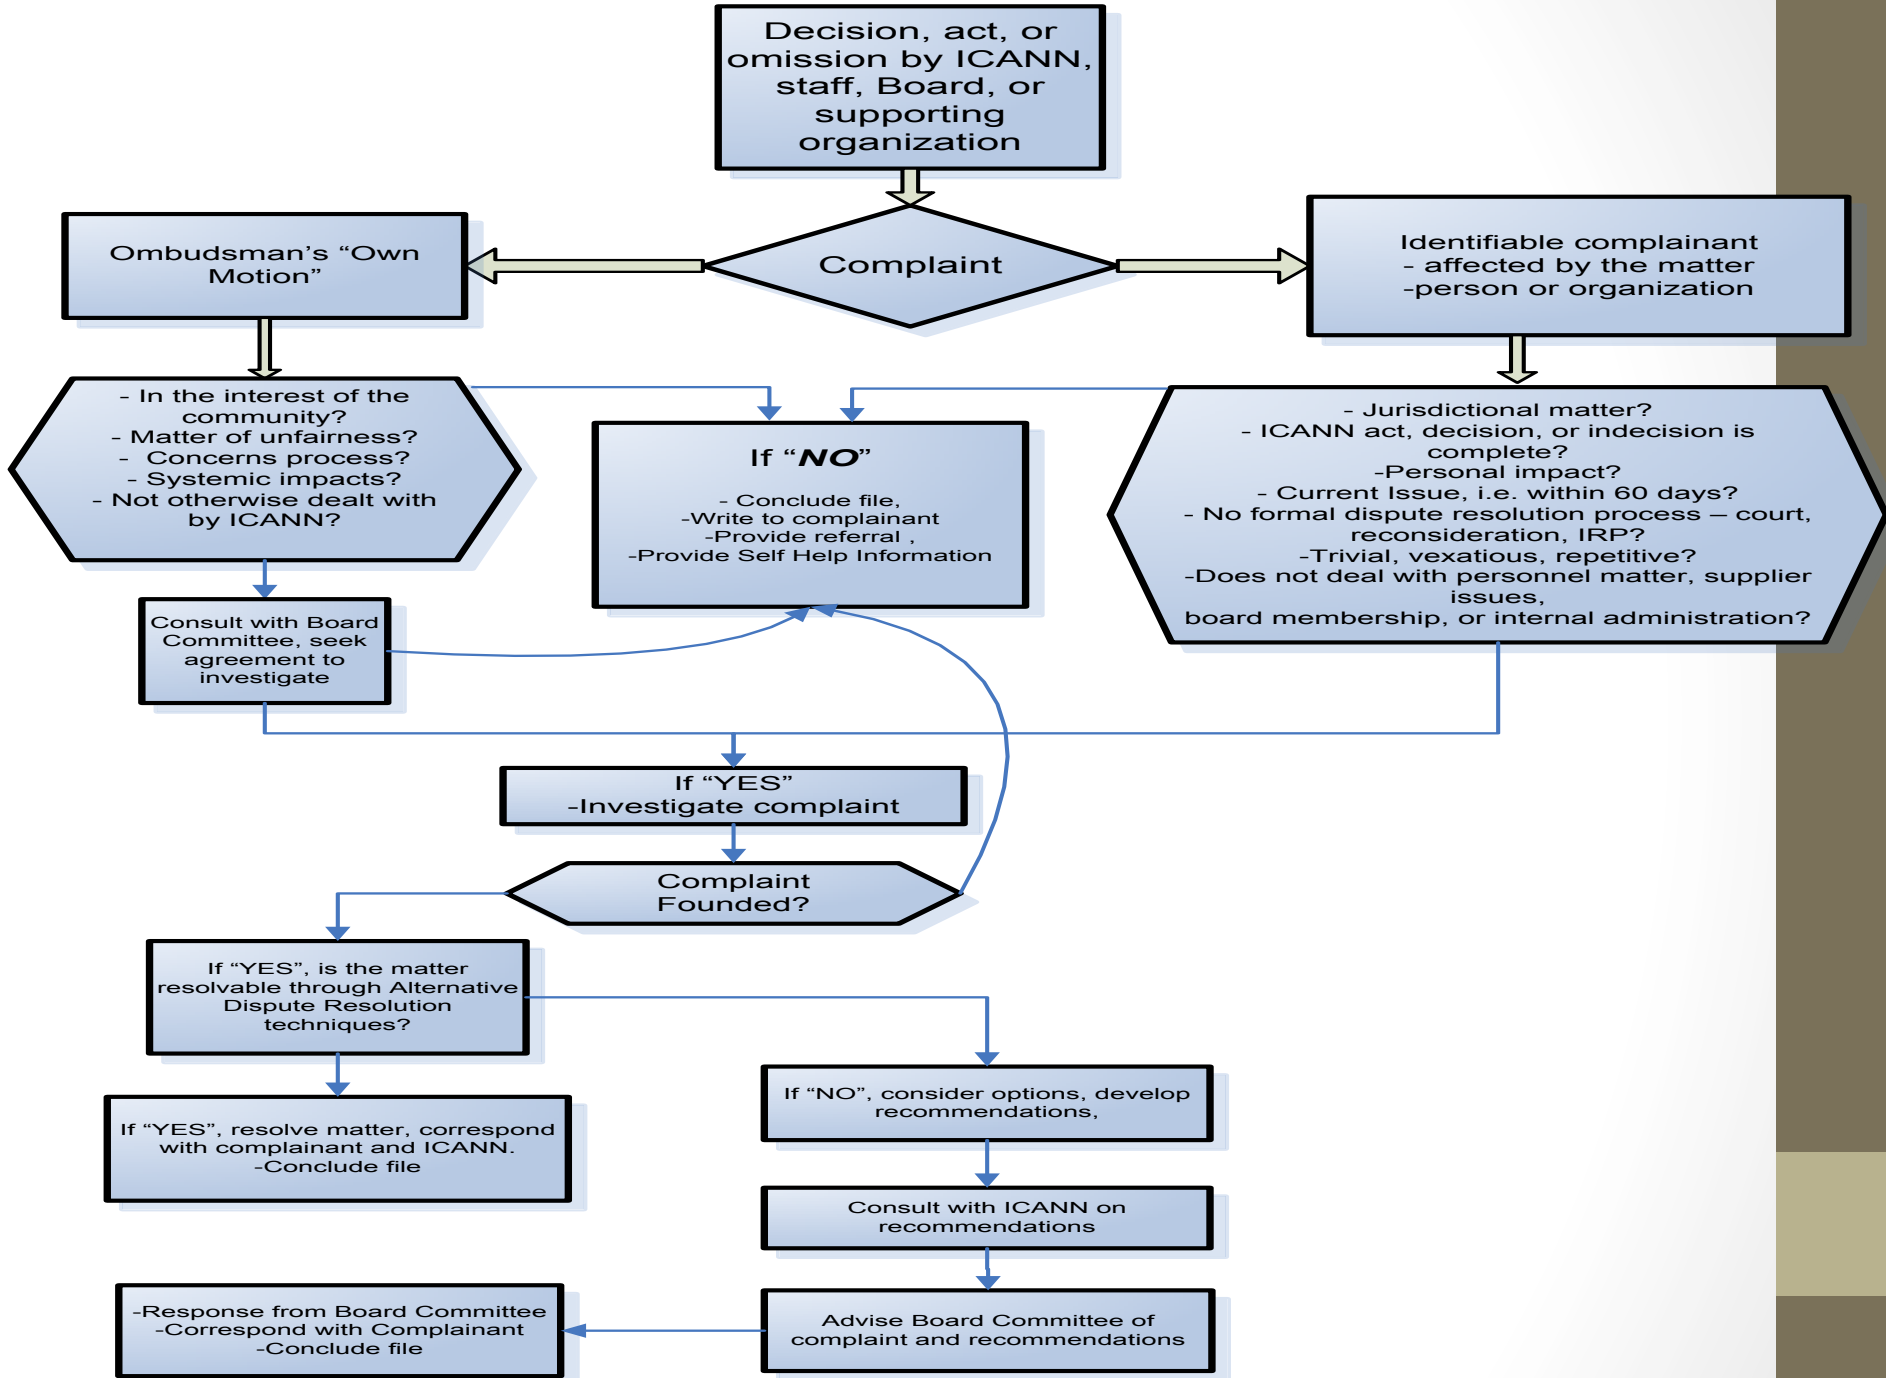 Decision, act, or
omission by ICANN,
staff, Board, or
supporting
organization
Ombudsman’s “Own
Motion”
Complaint
Identifiable complainant
- affected by the matter
-person or organization
- In the interest of the
community?
- Matter of unfairness?
- Concerns process?
- Systemic impacts?
- Not otherwise dealt with
by ICANN?
If “NO”
- Conclude file,
-Write to complainant
-Provide referral ,
-Provide Self Help Information
- Jurisdictional matter?
- ICANN act, decision, or indecision is
complete?
-Personal impact?
- Current Issue, i.e. within 60 days?
- No formal dispute resolution process – court,
reconsideration, IRP?
-Trivial, vexatious, repetitive?
-Does not deal with personnel matter, supplier
issues,
board membership, or internal administration?
Consult with Board
Committee, seek
agreement to
investigate
If “YES”
-Investigate complaint
Complaint
Founded?
If “YES”, is the matter
resolvable through Alternative
Dispute Resolution
techniques?
If “YES”, resolve matter, correspond
with complainant and ICANN.
-Conclude file
If “NO”, consider options, develop
recommendations,
Consult with ICANN on
recommendations
Advise Board Committee of
complaint and recommendations
-Response from Board Committee
-Correspond with Complainant
-Conclude file